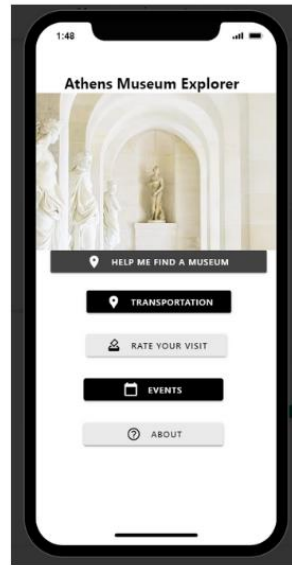 1:48
Athens Museum Explorer
HELP ME FIND A MUSEUM
TRANSPORTATION
RATE YOUR VISIT
EVENTS
ABOUT